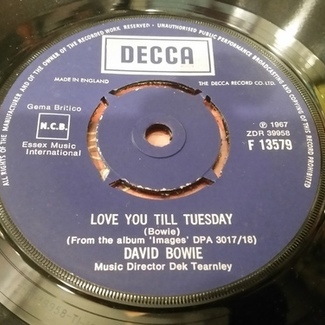 ALL RIGHTS OF THE MANUFACTURER AND OF THE OWNER OF THE RECORDED WORK RESERVED · UNAUTHORISED PUBLIC PERFORMANCE BROADCASTING AND COPYING OF THIS RECORD PROHIBITED
DECCA
MADE IN ENGLAND
THE DECCA RECORD CO. LTD.
Gema Britico
N.C.B.
Essex Music
International
℗ 1967
ZDR 39958
F 13579
LOVE YOU TILL TUESDAY
(Bowie)
(From the album 'Images' DPA 3017/18)
DAVID BOWIE
Music Director Dek Tearnley